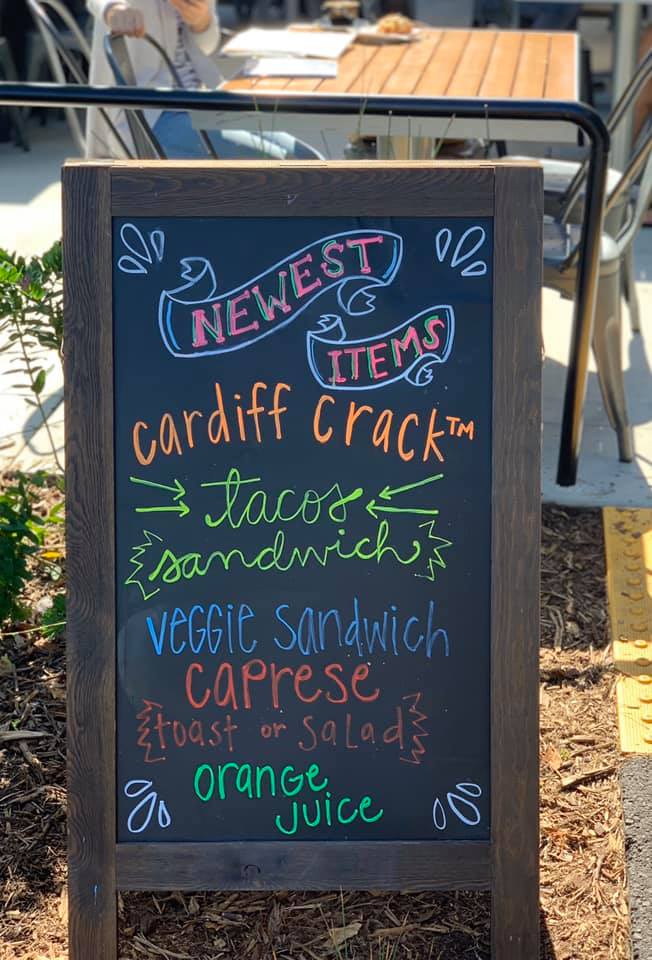 NEWEST
ITEMS
cardiff crack™
tacos
sandwich
VEGGIE SANDWICH
CAPRESE
toast or SALAD
ORANGE
JUICE